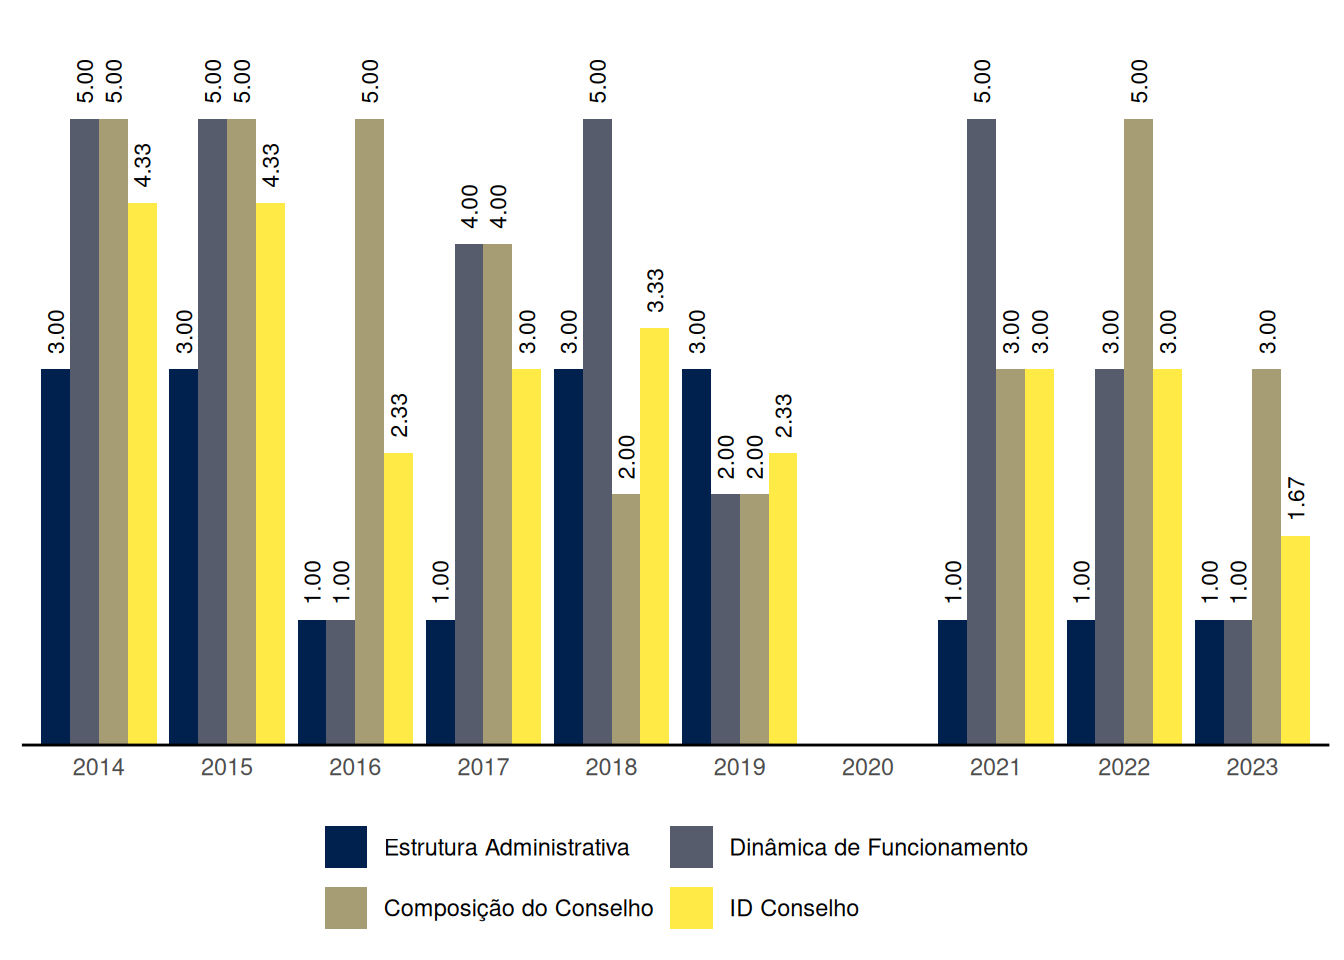 3.00 5.00 5.00 4.33
3.00 5.00 5.00 4.33
1.00 1.00 5.00 2.33
1.00 4.00 4.00 3.00
3.00 5.00 2.00 3.33
3.00 2.00 2.00 2.33
1.00 5.00 3.00 3.00
1.00 3.00 5.00 3.00
1.00 1.00 3.00 1.67
2014 2015 2016 2017 2018 2019 2020 2021 2022 2023
Estrutura Administrativa Dinâmica de Funcionamento
Composição do Conselho ID Conselho